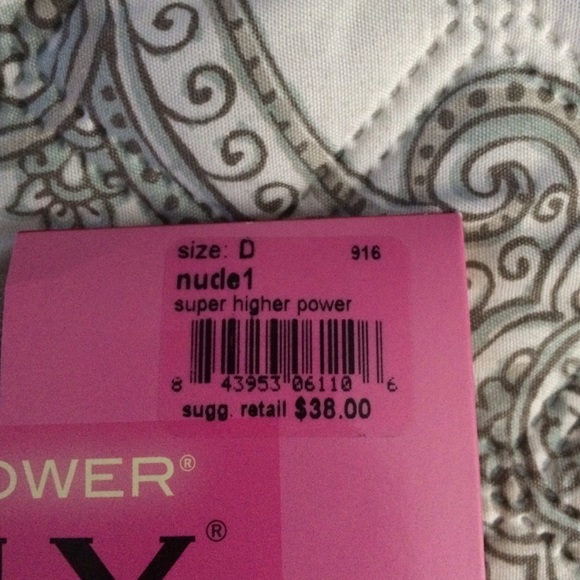 size: D 916
nude1
super higher power
8 43953 06110 6
sugg. retail $38.00
OWER®
®